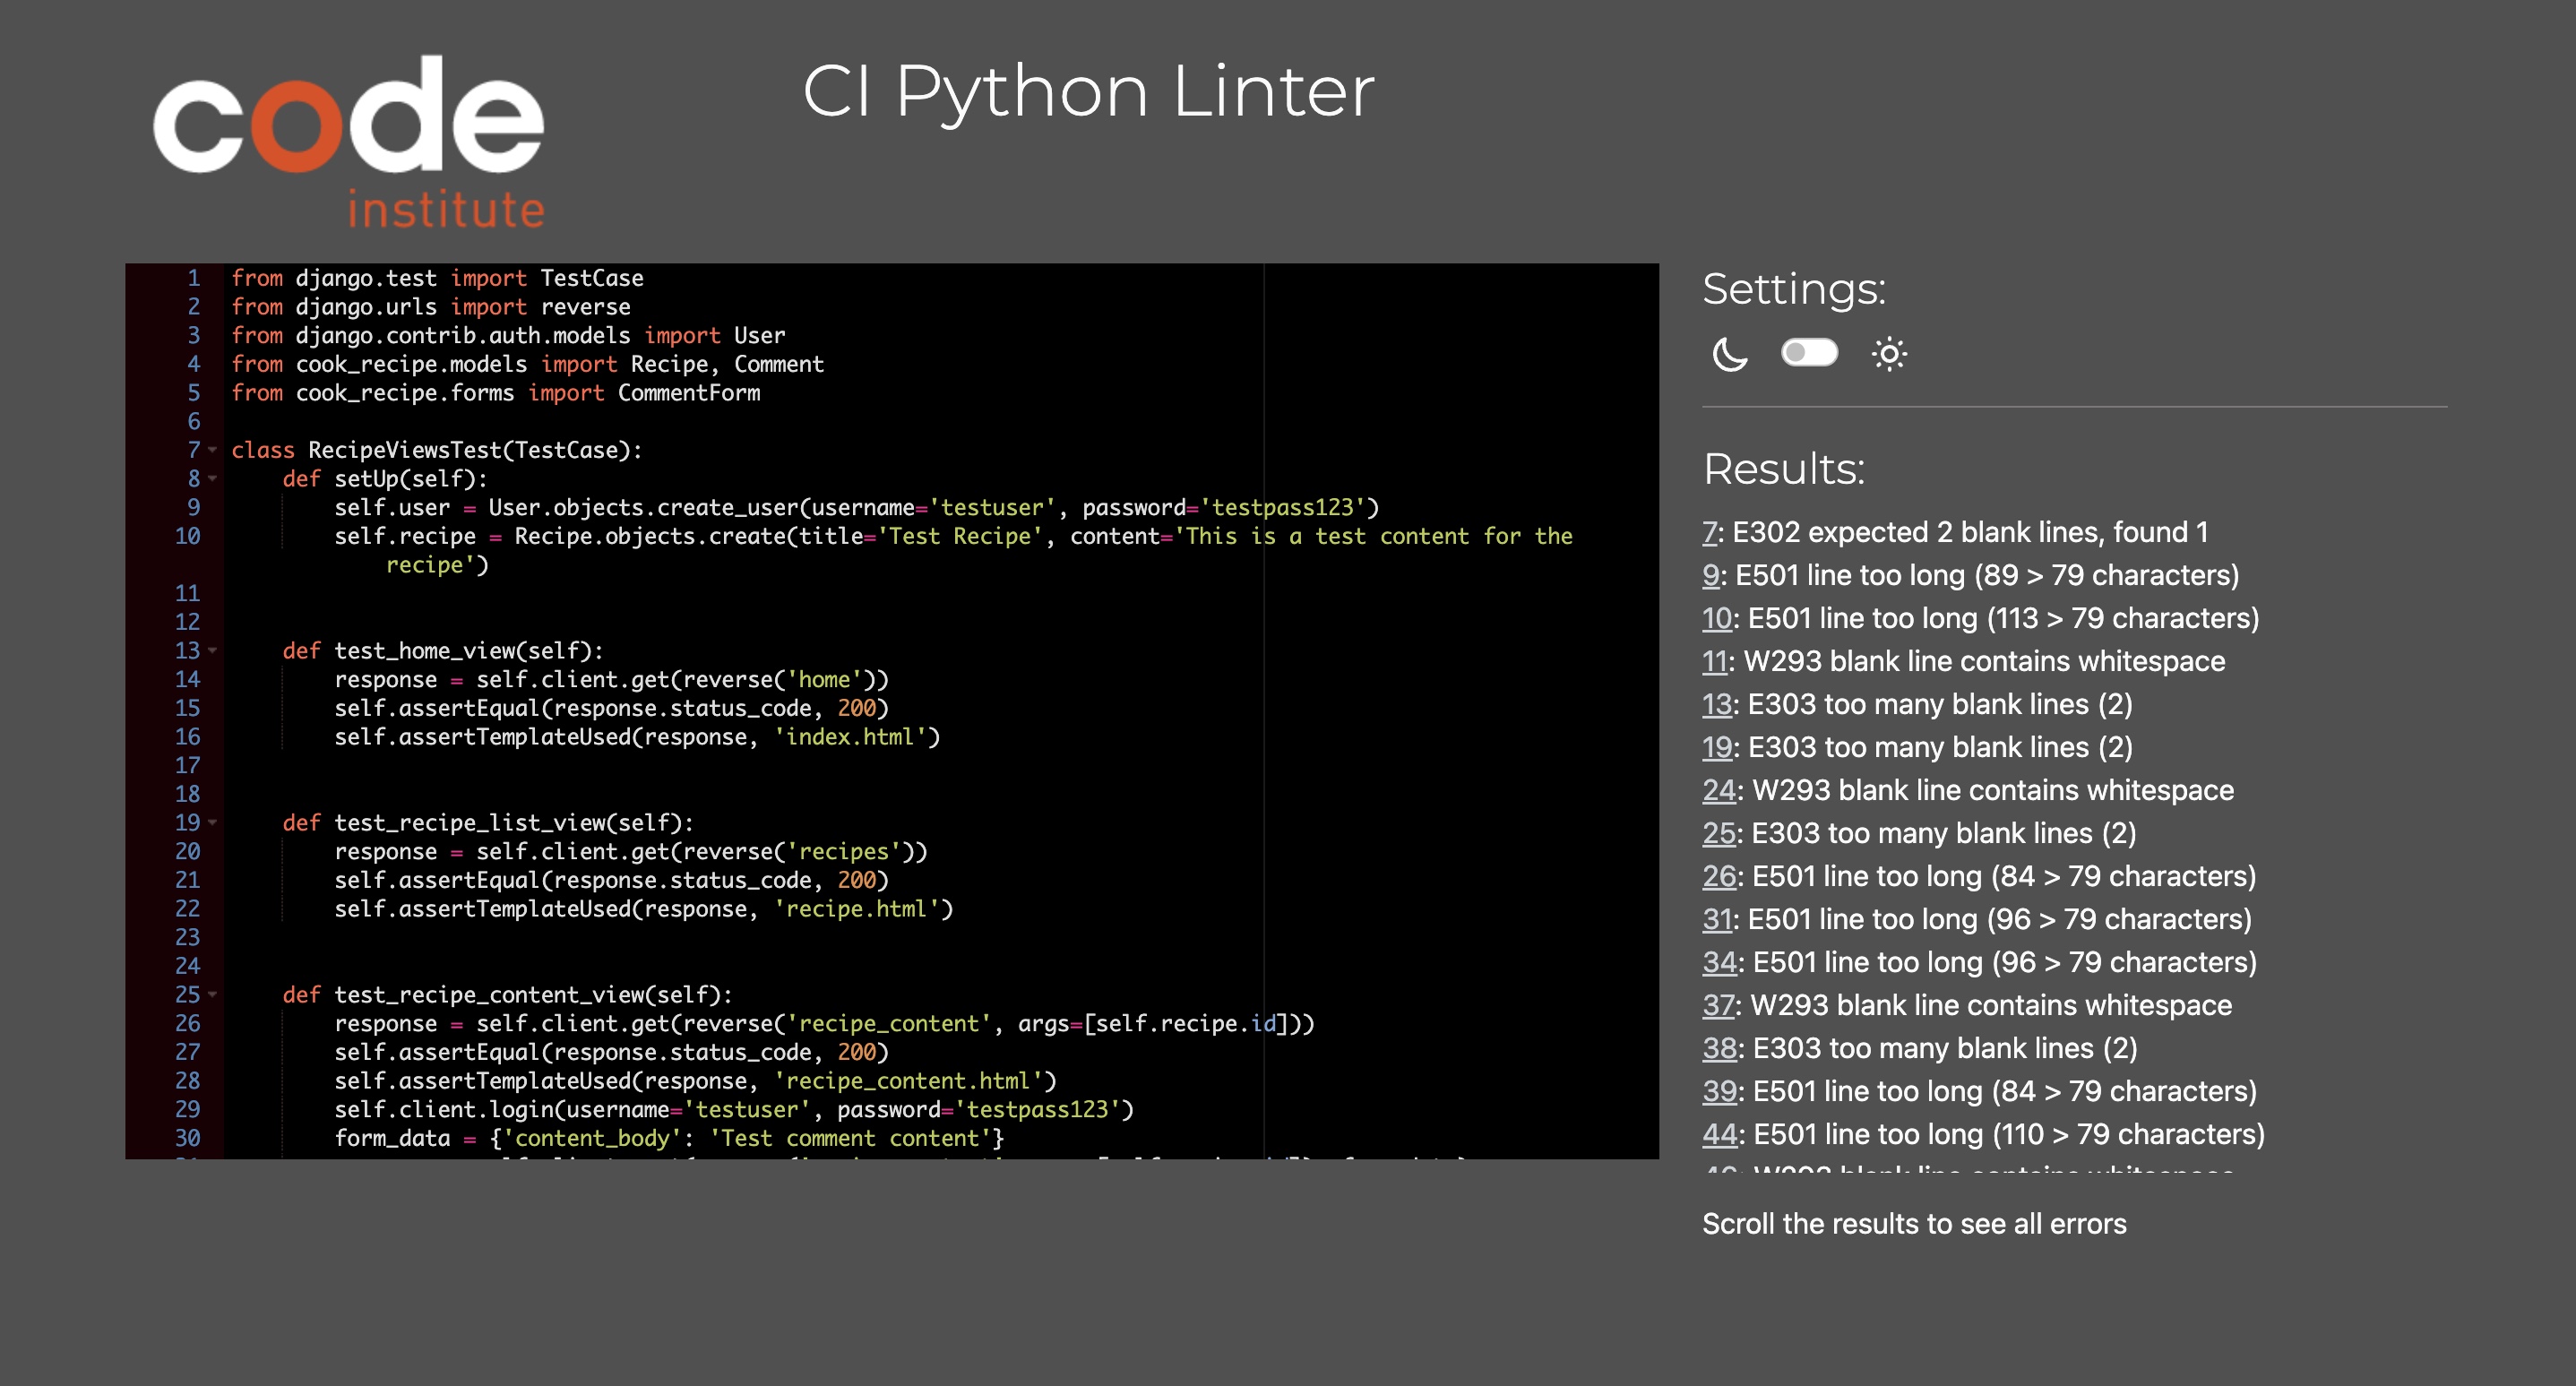 code
institute
CI Python Linter
1 from django.test import TestCase
2 from django.urls import reverse
3 from django.contrib.auth.models import User
4 from cook_recipe.models import Recipe, Comment
5 from cook_recipe.forms import CommentForm
6
7 class RecipeViewsTest(TestCase):
8 def setUp(self):
9 self.user = User.objects.create_user(username='testuser', password='testpass123')
10 self.recipe = Recipe.objects.create(title='Test Recipe', content='This is a test content for the
recipe')
11
12
13 def test_home_view(self):
14 response = self.client.get(reverse('home'))
15 self.assertEqual(response.status_code, 200)
16 self.assertTemplateUsed(response, 'index.html')
17
18
19 def test_recipe_list_view(self):
20 response = self.client.get(reverse('recipes'))
21 self.assertEqual(response.status_code, 200)
22 self.assertTemplateUsed(response, 'recipe.html')
23
24
25 def test_recipe_content_view(self):
26 response = self.client.get(reverse('recipe_content', args=[self.recipe.id]))
27 self.assertEqual(response.status_code, 200)
28 self.assertTemplateUsed(response, 'recipe_content.html')
29 self.client.login(username='testuser', password='testpass123')
30 form_data = {'content_body': 'Test comment content'}
Settings:
Results:
7: E302 expected 2 blank lines, found 1
9: E501 line too long (89 > 79 characters)
10: E501 line too long (113 > 79 characters)
11: W293 blank line contains whitespace
13: E303 too many blank lines (2)
19: E303 too many blank lines (2)
24: W293 blank line contains whitespace
25: E303 too many blank lines (2)
26: E501 line too long (84 > 79 characters)
31: E501 line too long (96 > 79 characters)
34: E501 line too long (96 > 79 characters)
37: W293 blank line contains whitespace
38: E303 too many blank lines (2)
39: E501 line too long (84 > 79 characters)
44: E501 line too long (110 > 79 characters)
W293 blank line contains whitespace
Scroll the results to see all errors